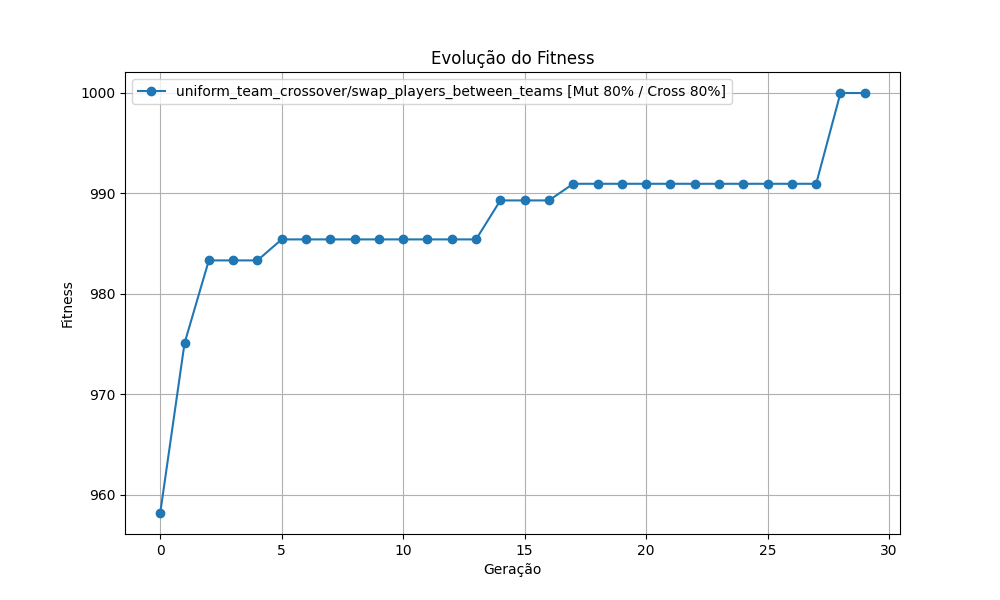 Evolução do Fitness
uniform_team_crossover/swap_players_between_teams [Mut 80% / Cross 80%]
1000
990
980
970
960
Fitness
0 5 10 15 20 25 30
Geração